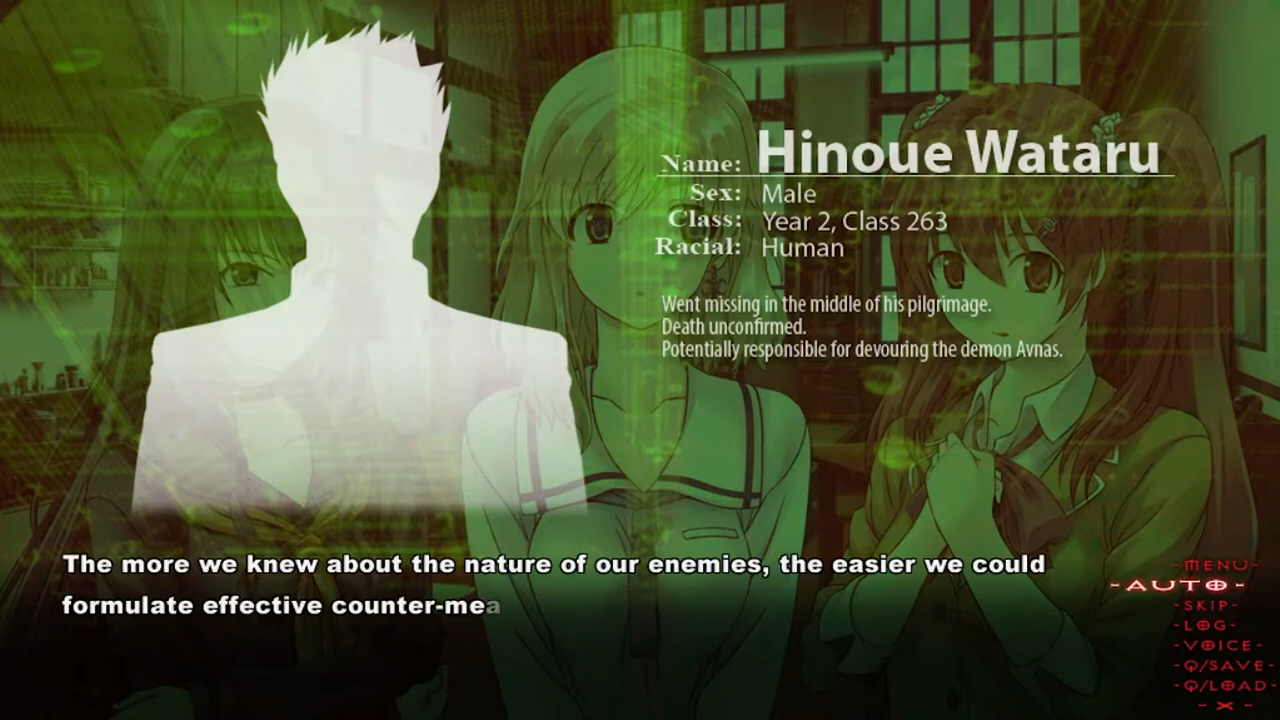 Name: Hinoue Wataru
Sex: Male
Class: Year 2, Class 263
Racial: Human
Went missing in the middle of his pilgrimage.
Death unconfirmed.
Potentially responsible for devouring the demon Avnas.
The more we knew about the nature of our enemies, the easier we could
formulate effective counter-mea
-MENU-
-AUTO-
-SKIP-
-LOG-
-VOICE-
-Q/SAVE-
-Q/LOAD-
-X-